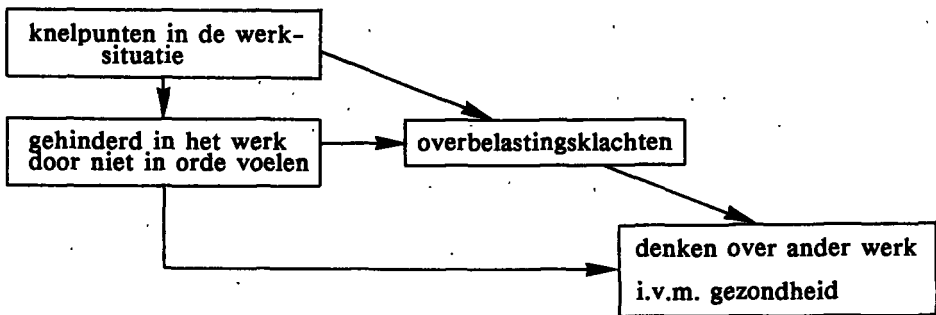 knelpunten in de werk-
situatie
gehinderd in het werk
door niet in orde voelen
overbelastingsklachten
denken over ander werk
i.v.m. gezondheid